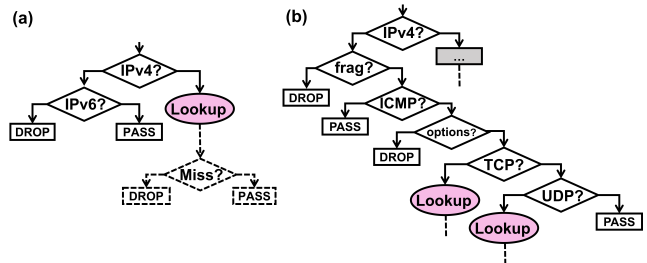 (a)
IPv4?
IPv6?
Lookup
DROP
PASS
Miss?
DROP
PASS
(b)
IPv4?
...
frag?
DROP
ICMP?
PASS
options?
DROP
TCP?
Lookup
UDP?
Lookup
PASS